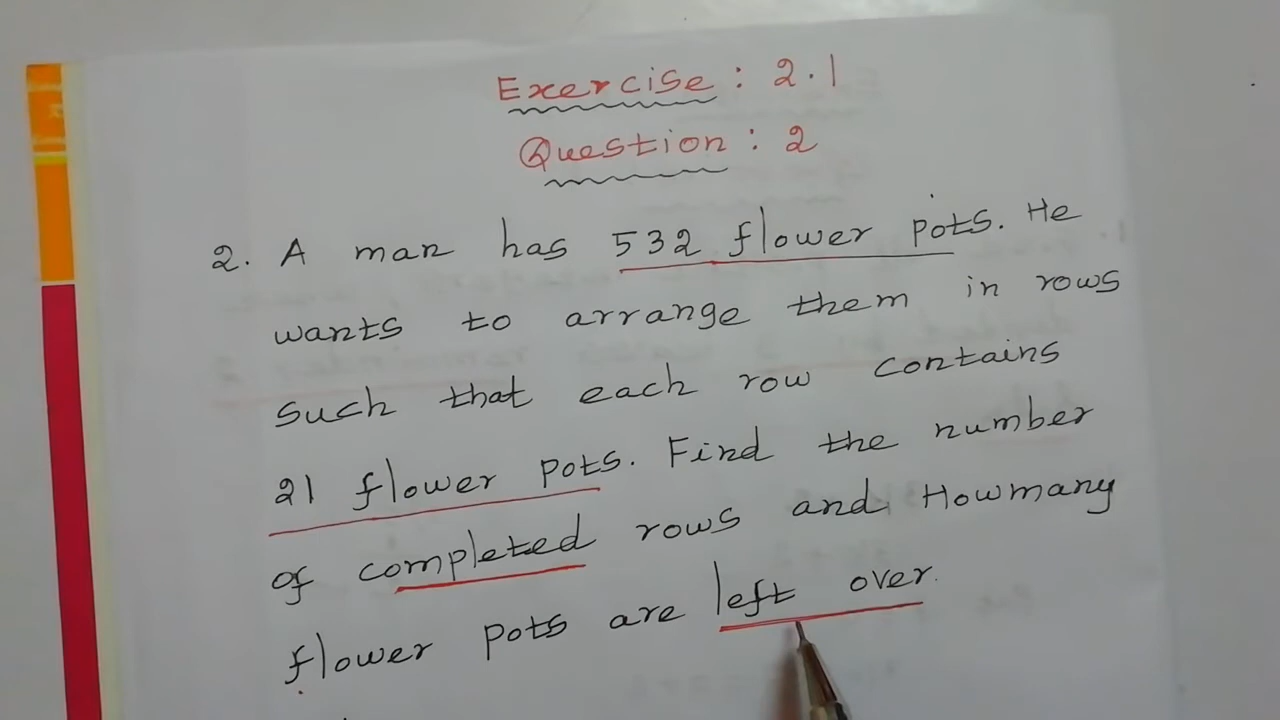 Exercise : 2.1
Question : 2
2. A man has 532 flower pots. He
wants to arrange them in rows
such that each row contains
21 flower pots. Find the number
of completed rows and Howmany
flower pots are left over.